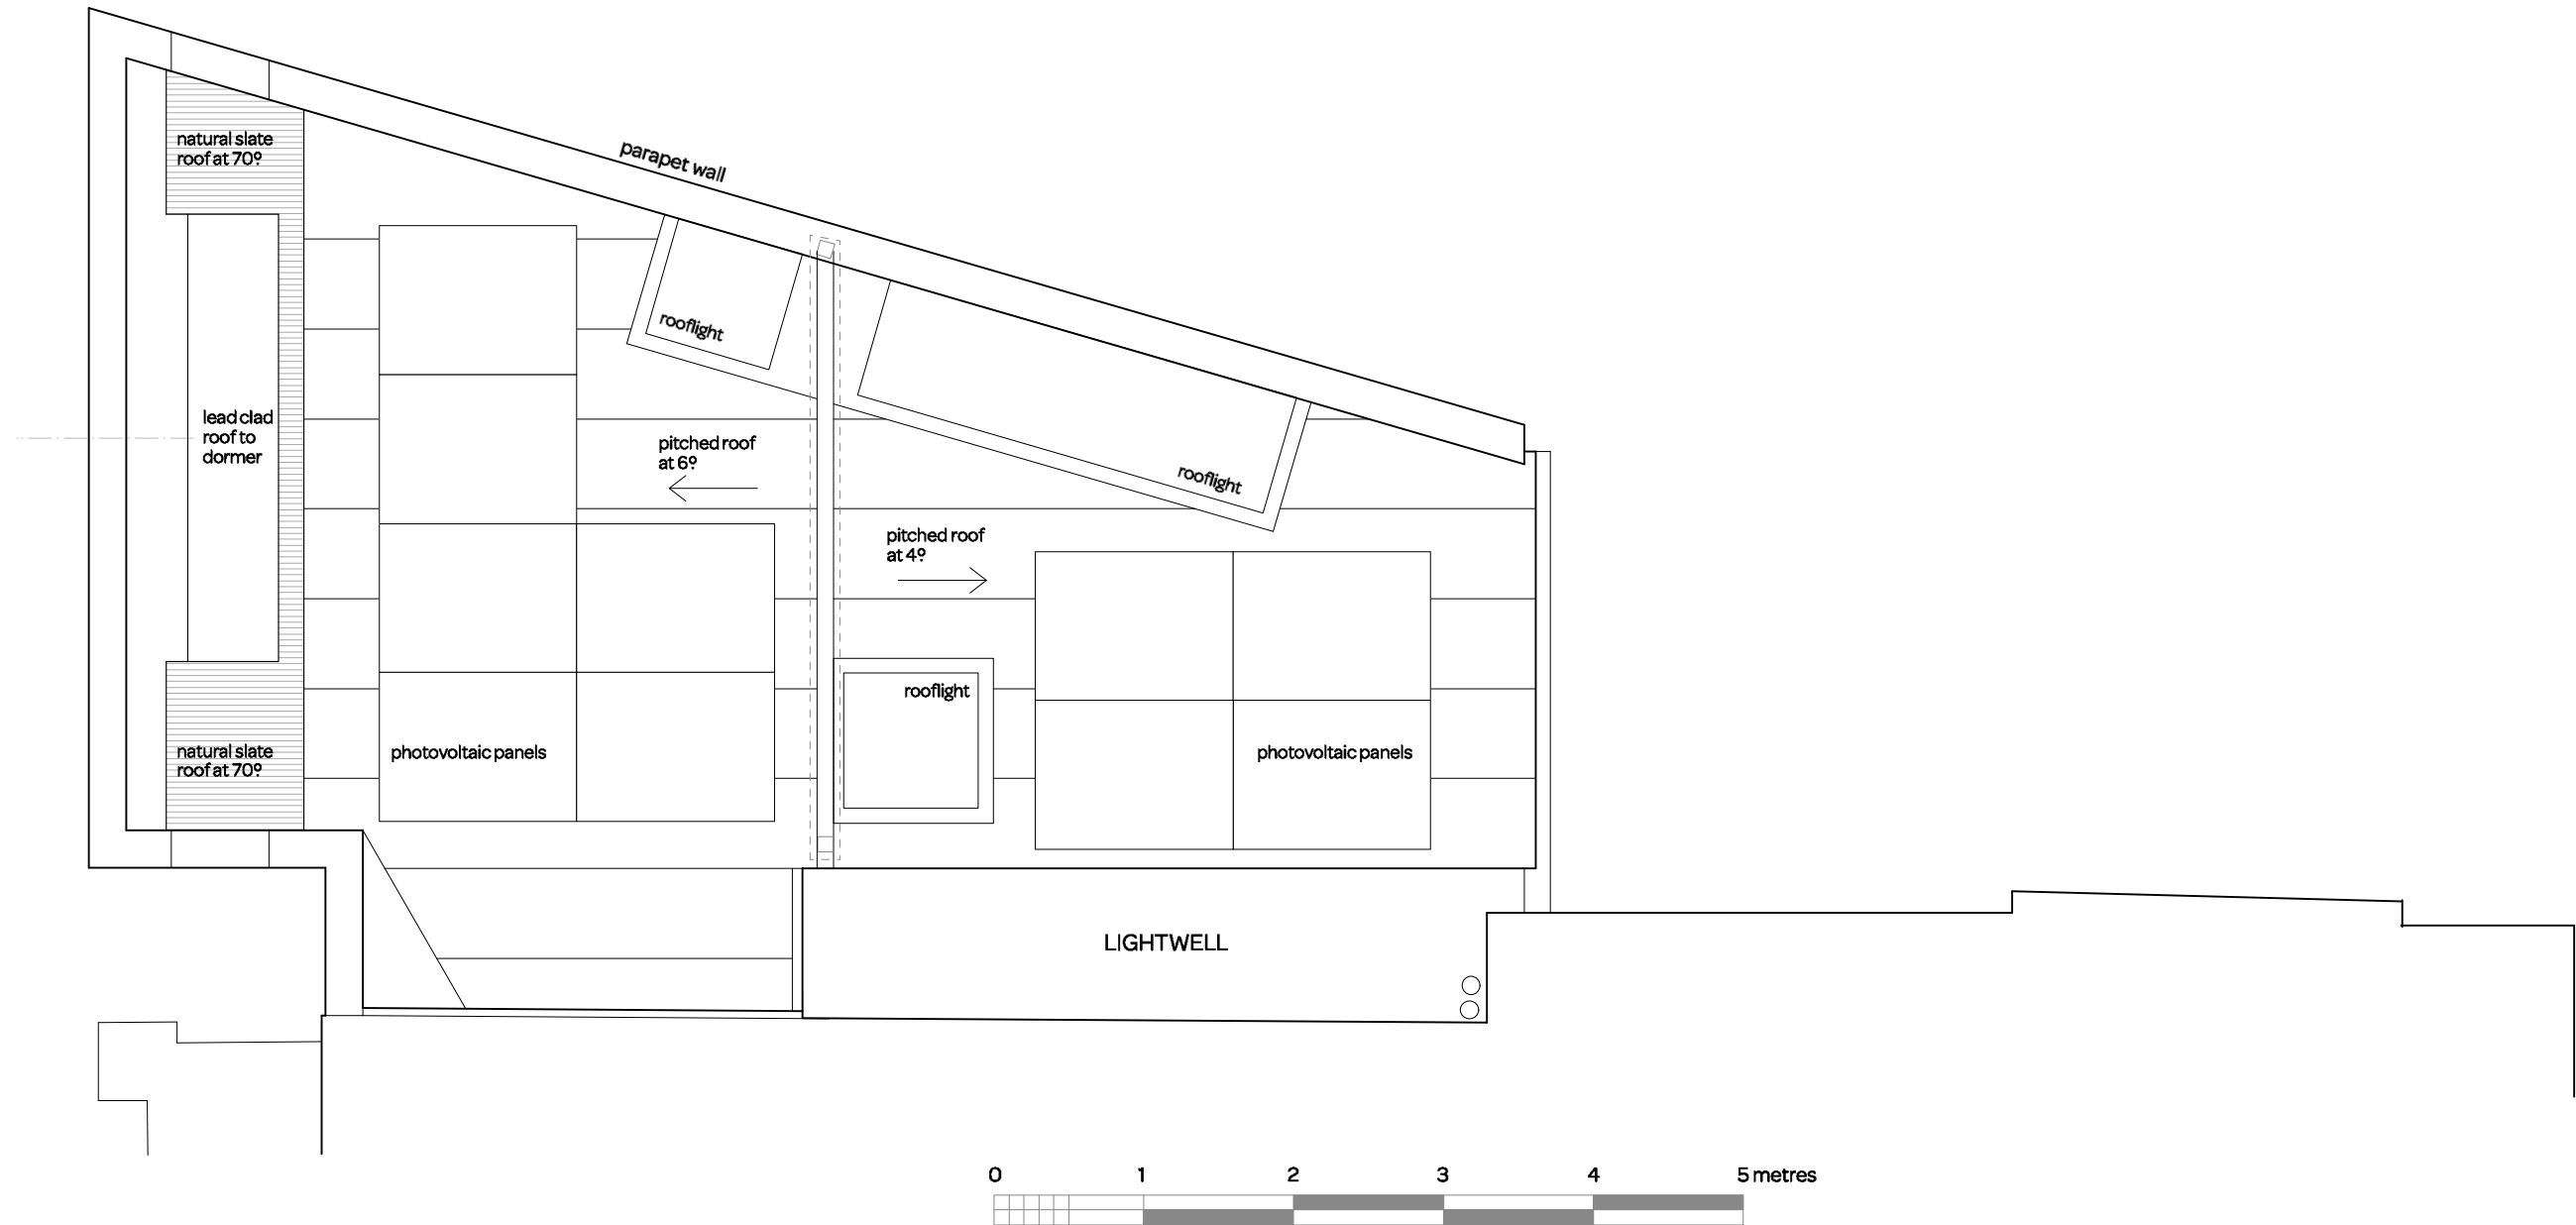 parapet wall
natural slate
roof at 70º
rooflight
lead clad
roof to
dormer
pitched roof
at 6º
rooflight
pitched roof
at 4º
rooflight
natural slate
roof at 70º
photovoltaic panels
photovoltaic panels
LIGHTWELL
0 1 2 3 4 5 metres